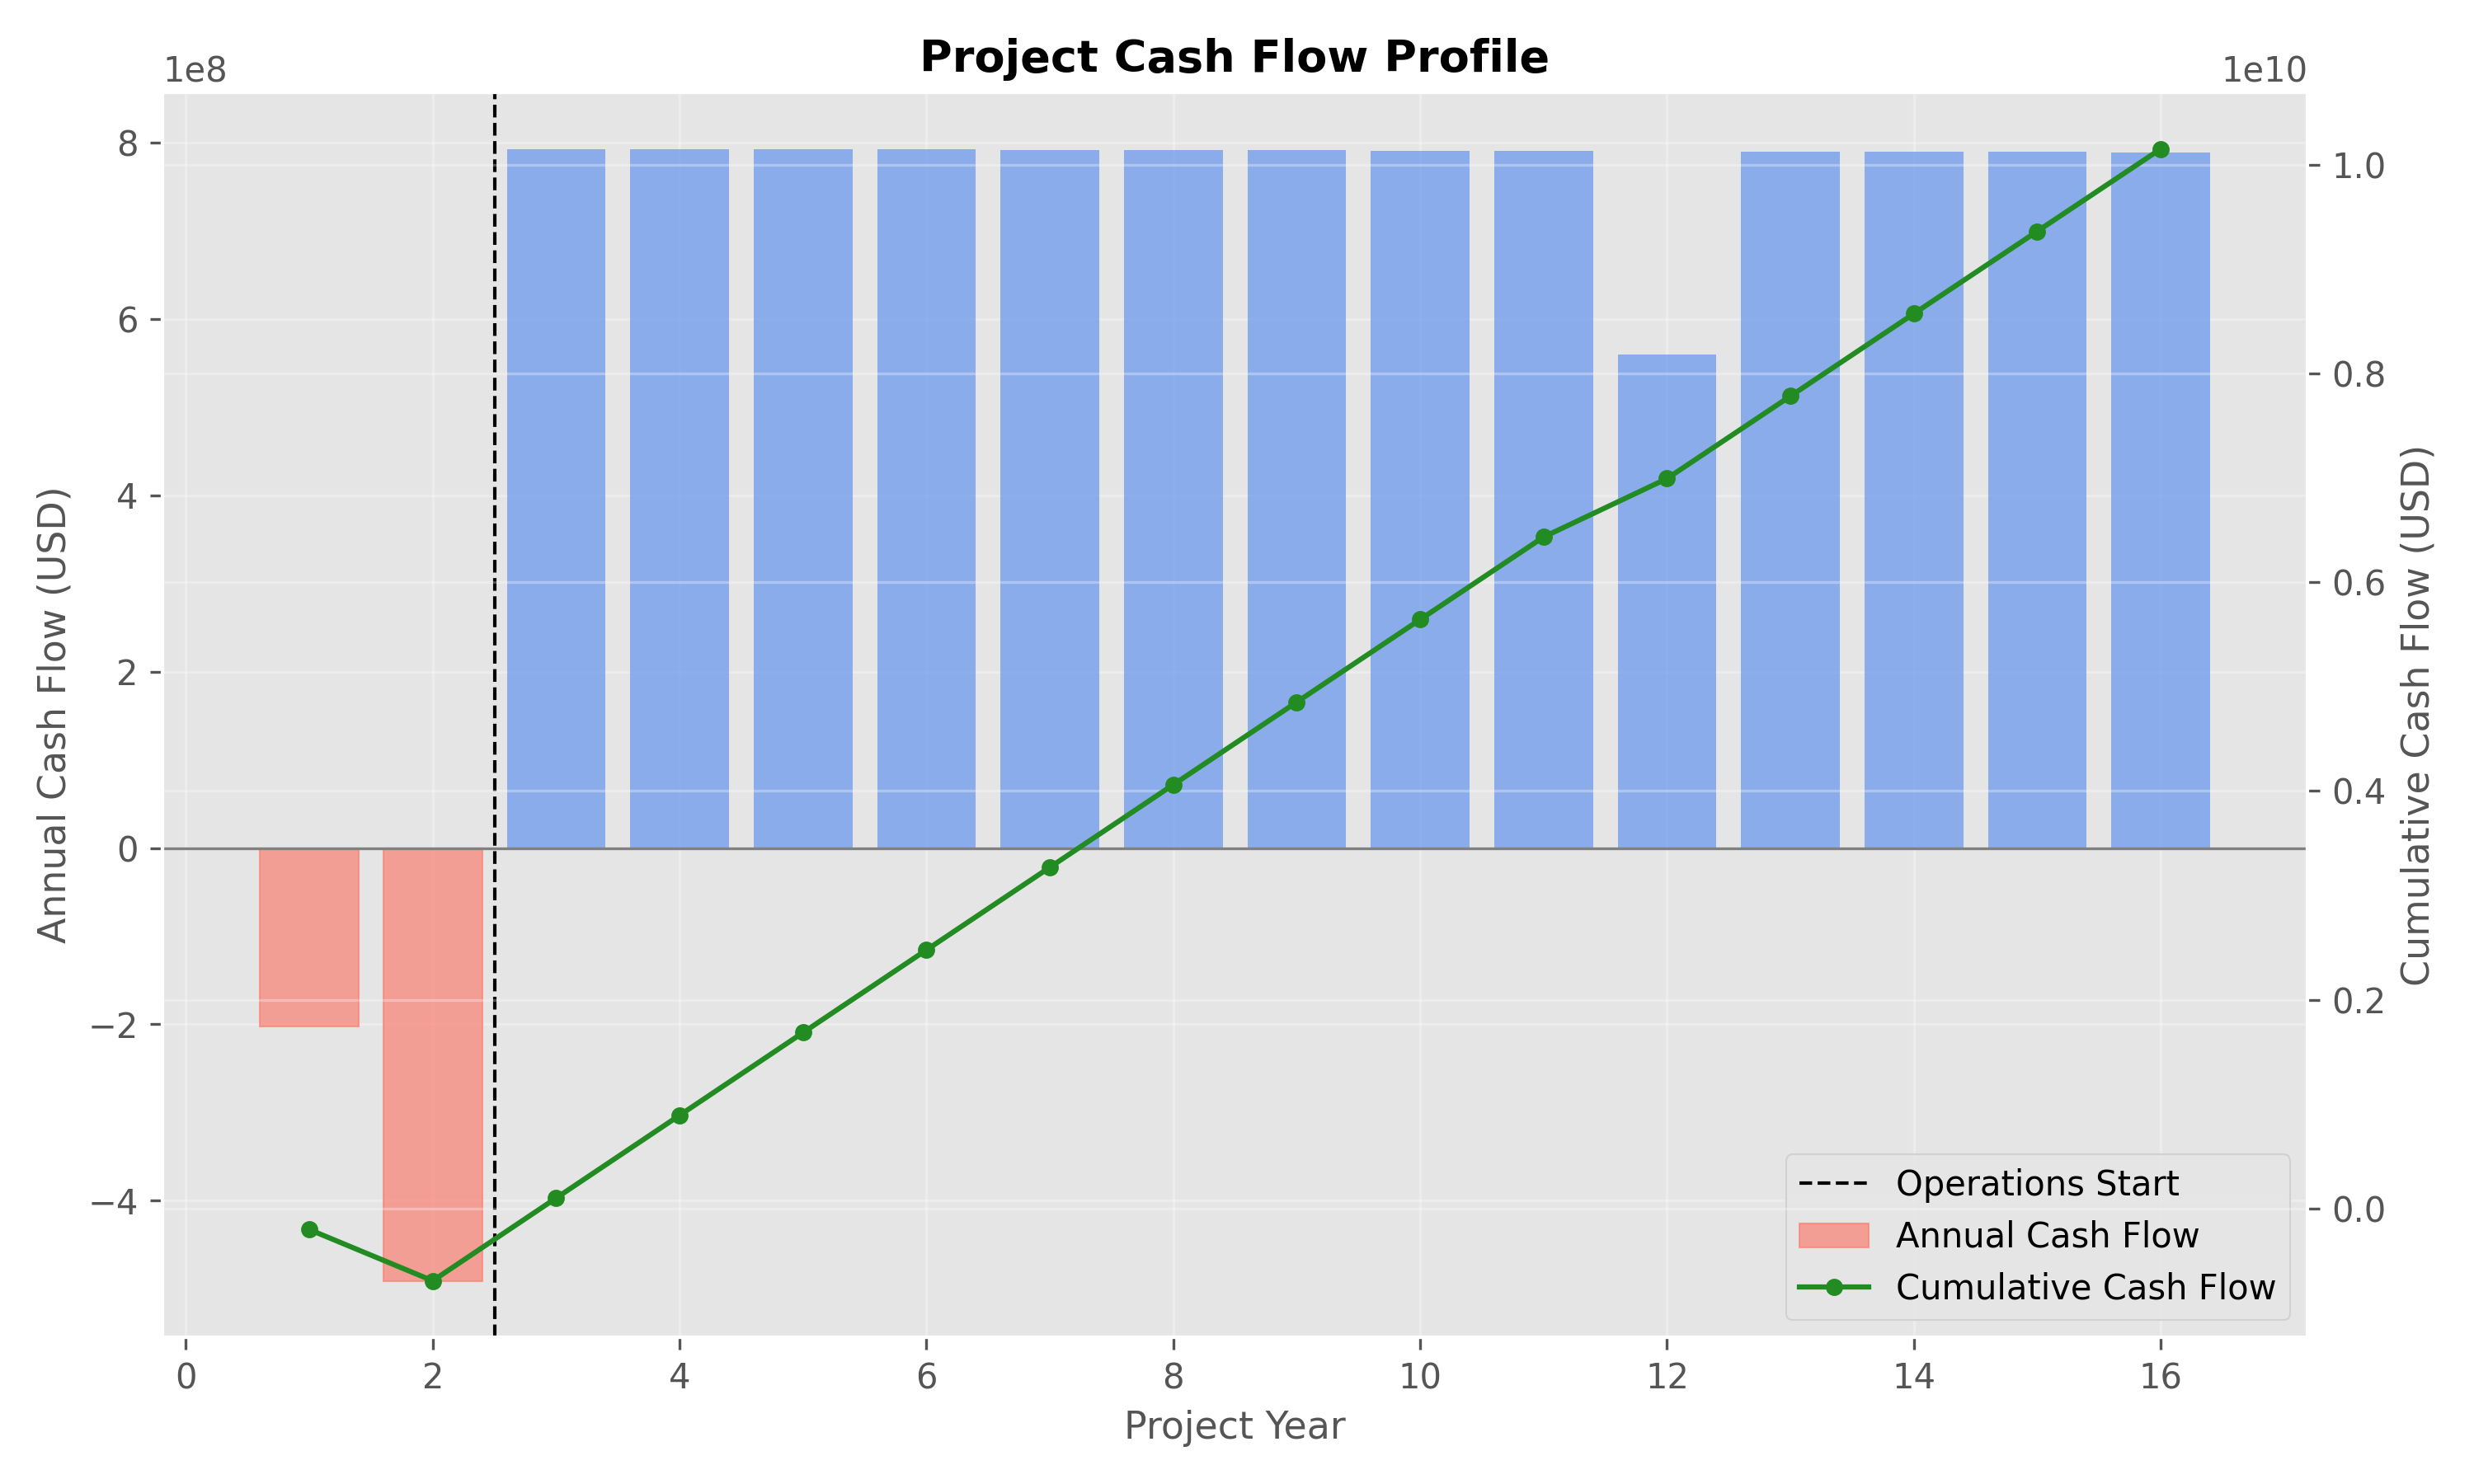 Project Cash Flow Profile
1e8
1e10
8
6
4
2
0
−2
−4
Annual Cash Flow (USD)
1.0
0.8
0.6
0.4
0.2
0.0
Cumulative Cash Flow (USD)
Operations Start
Annual Cash Flow
Cumulative Cash Flow
0 2 4 6 8 10 12 14 16
Project Year